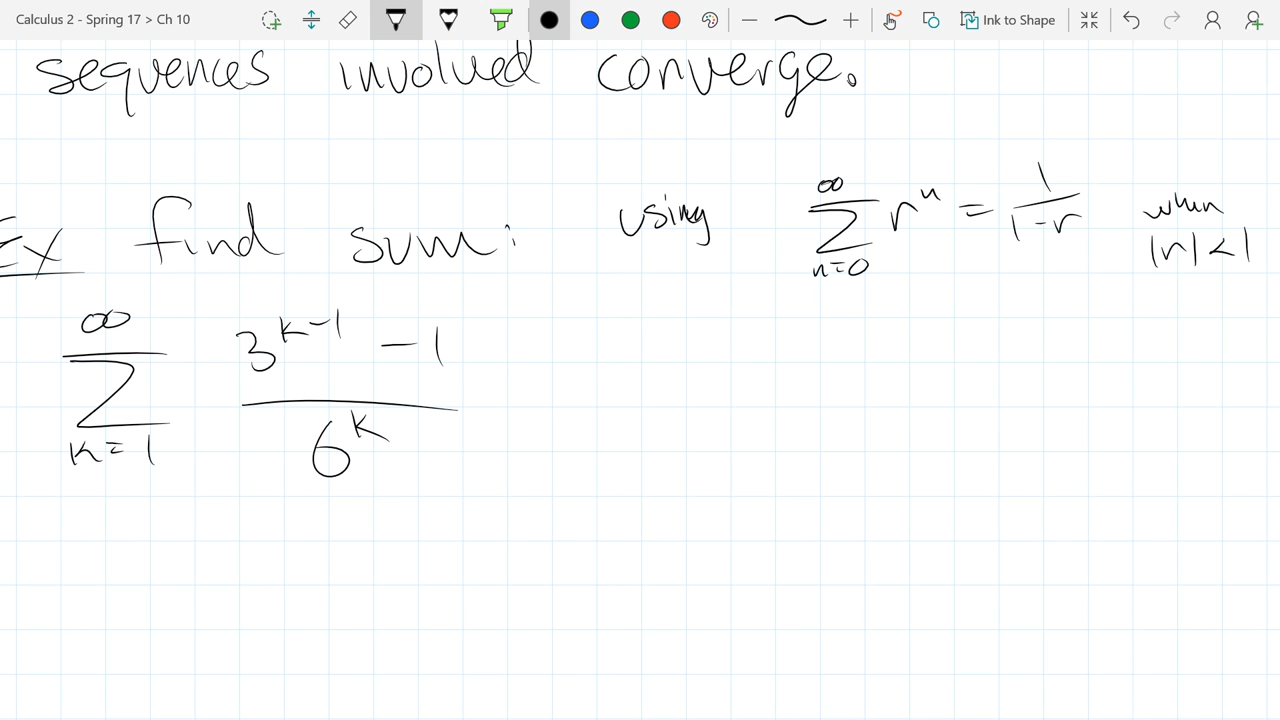 Calculus 2 - Spring 17 > Ch 10
Ink to Shape
sequences involved converge.
Ex find sum: using ∞ ∑ n=0 r^n = 1/(1-r) when |r|<1
∞ ∑ k=1 (3^(k-1) - 1)/6^k